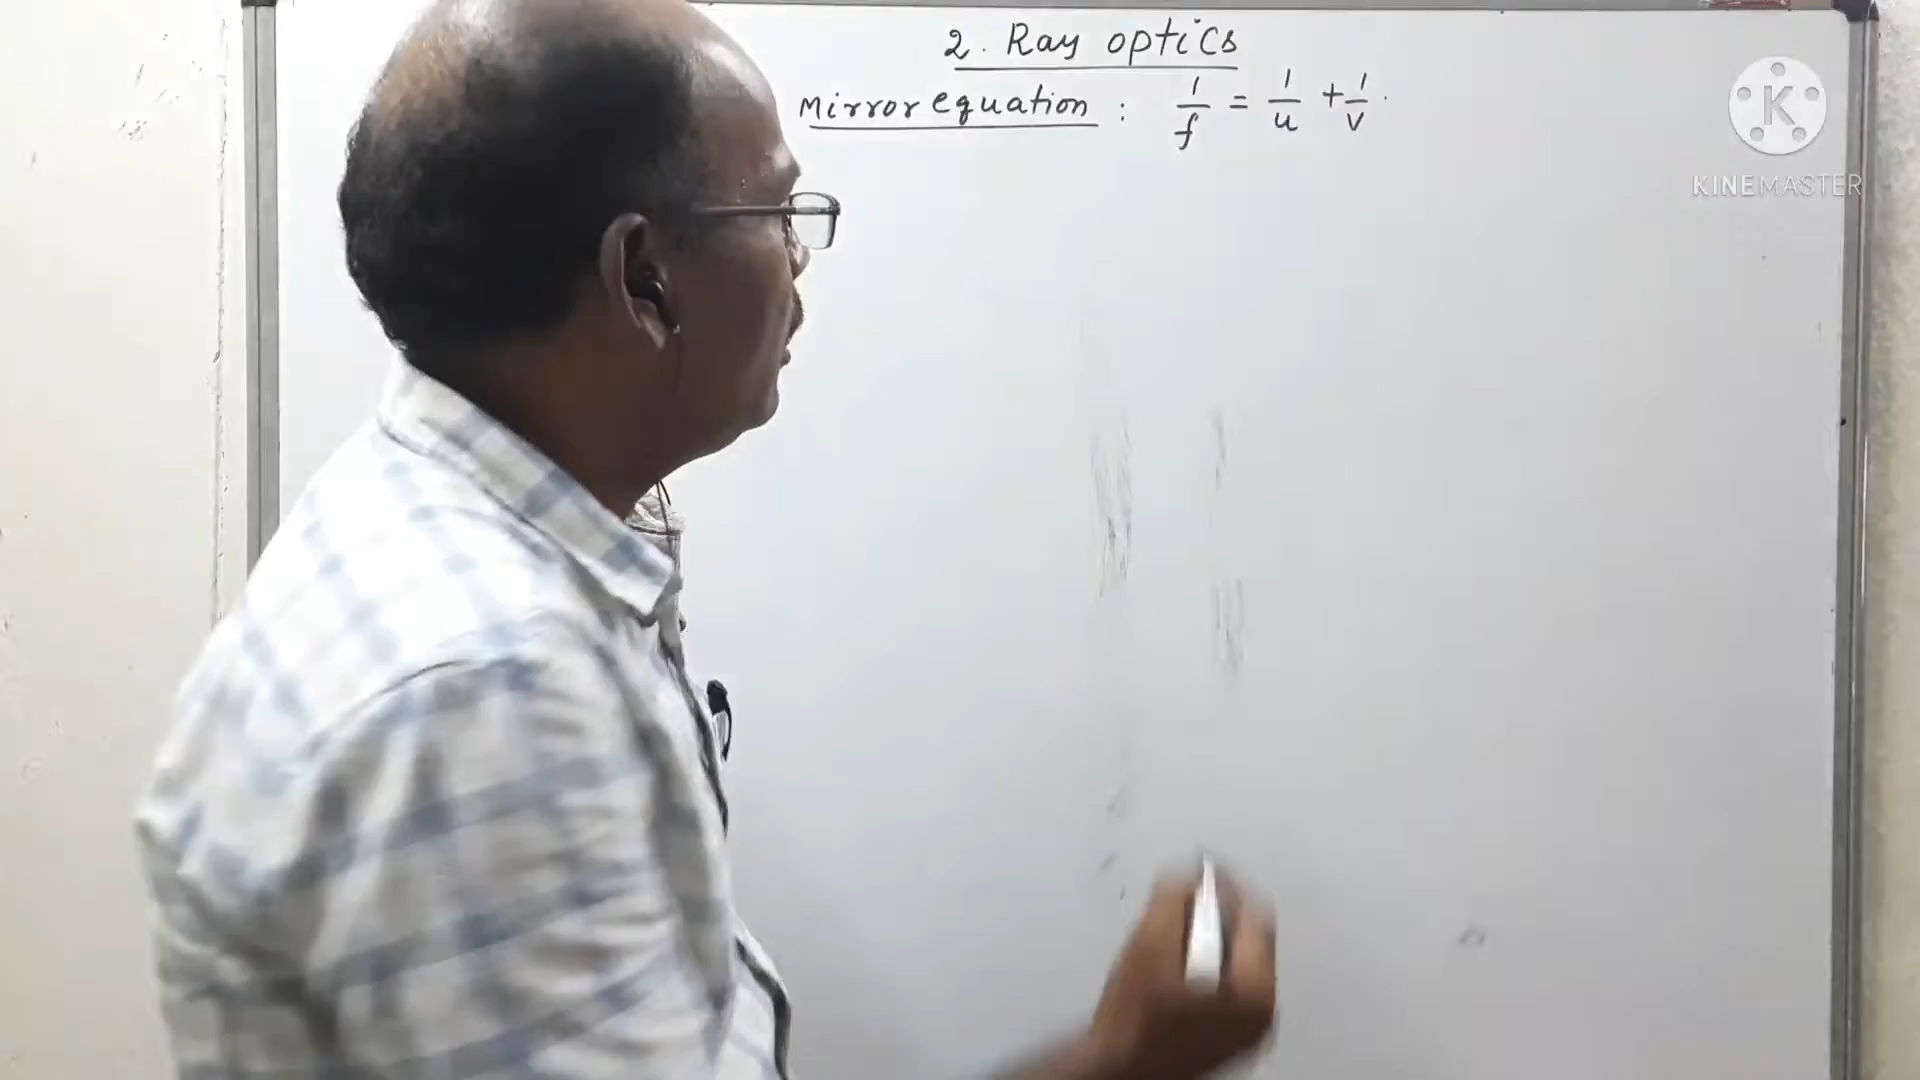 2. Ray optics
Mirror equation : 1/f = 1/u + 1/v .
K
KINEMASTER